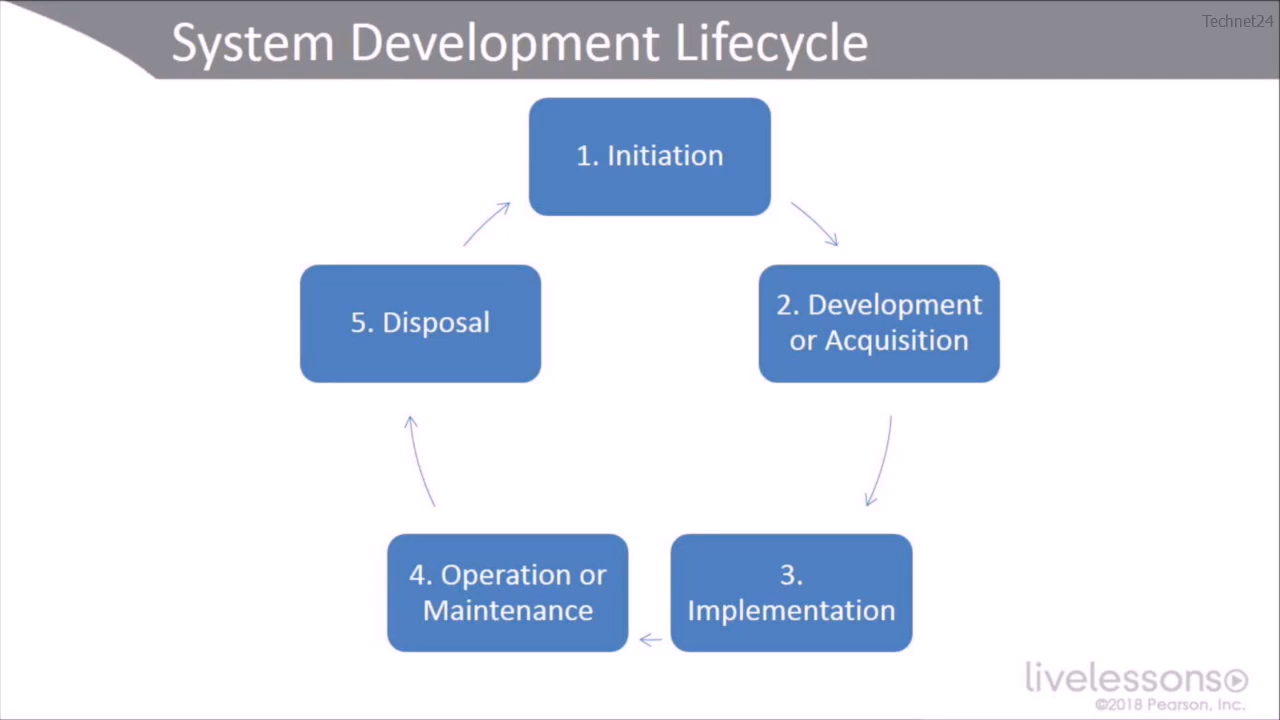 System Development Lifecycle
Technet24
1. Initiation
2. Development
or Acquisition
3.
Implementation
4. Operation or
Maintenance
5. Disposal
livelessons
©2018 Pearson, Inc.